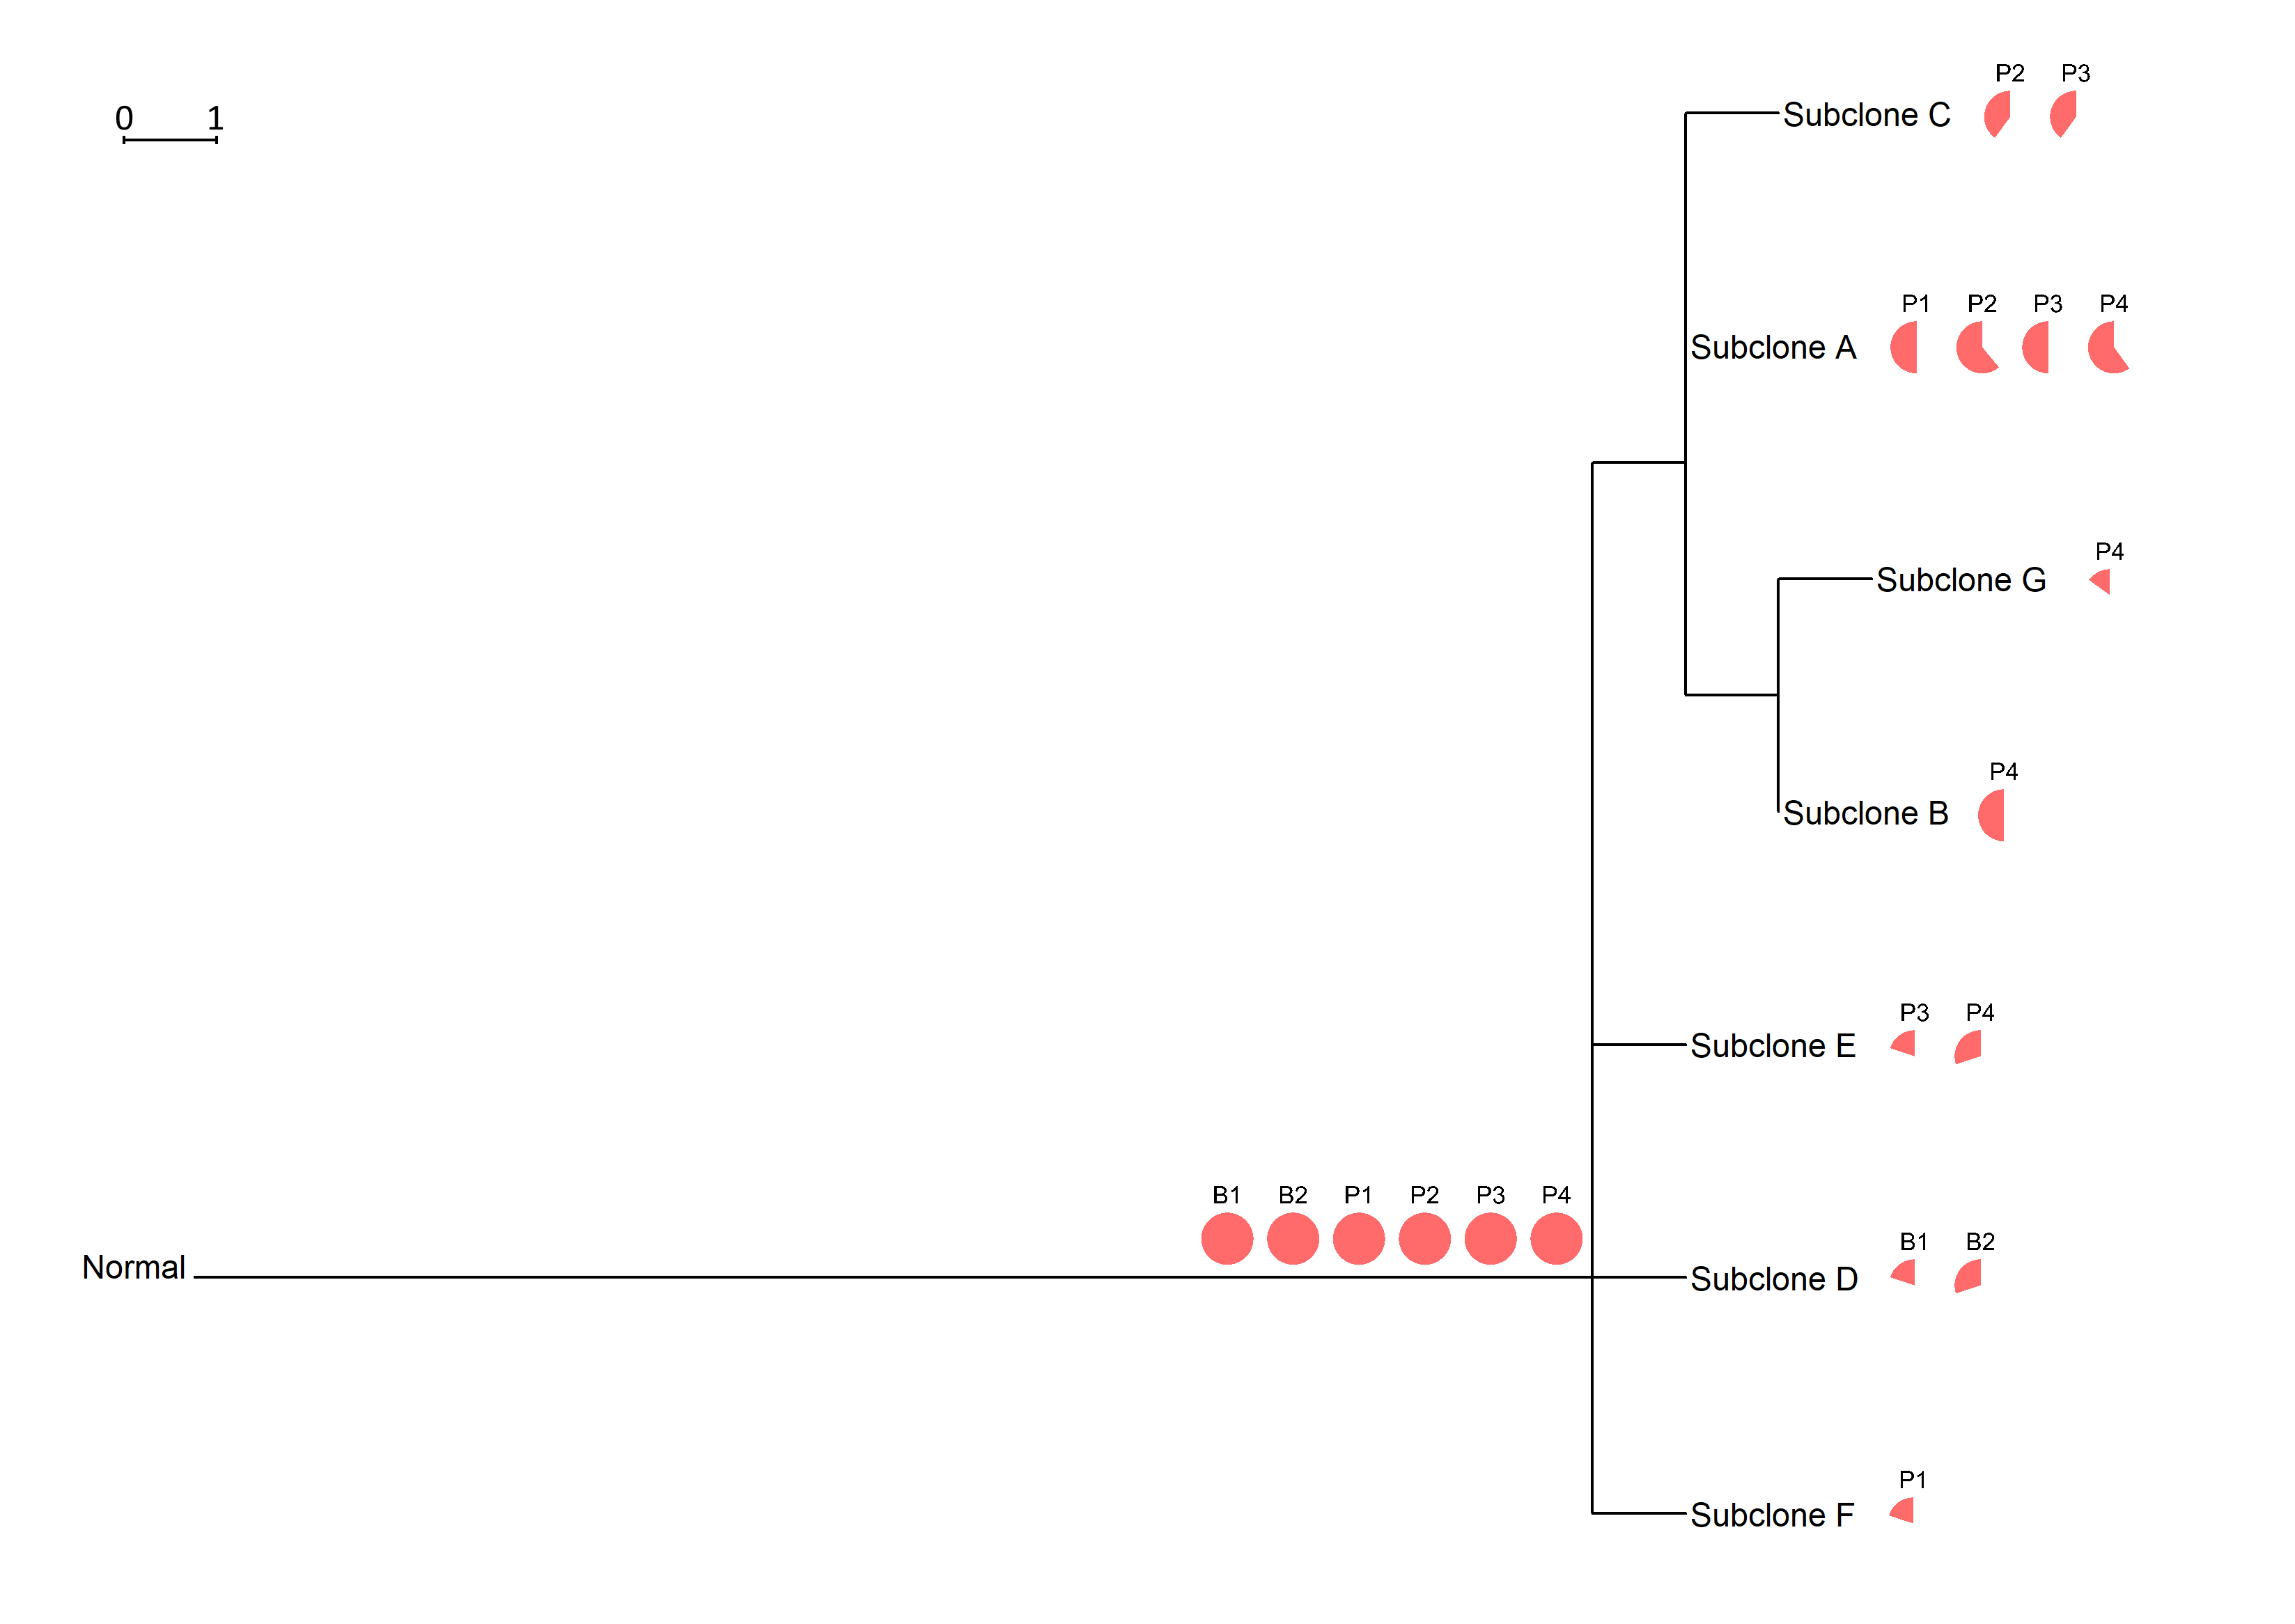 P2 P3
0 1
Subclone C
P1 P2 P3 P4
Subclone A
P4
Subclone G
P4
Subclone B
P3 P4
Subclone E
B1 B2 P1 P2 P3 P4
B1 B2
Normal
Subclone D
P1
Subclone F